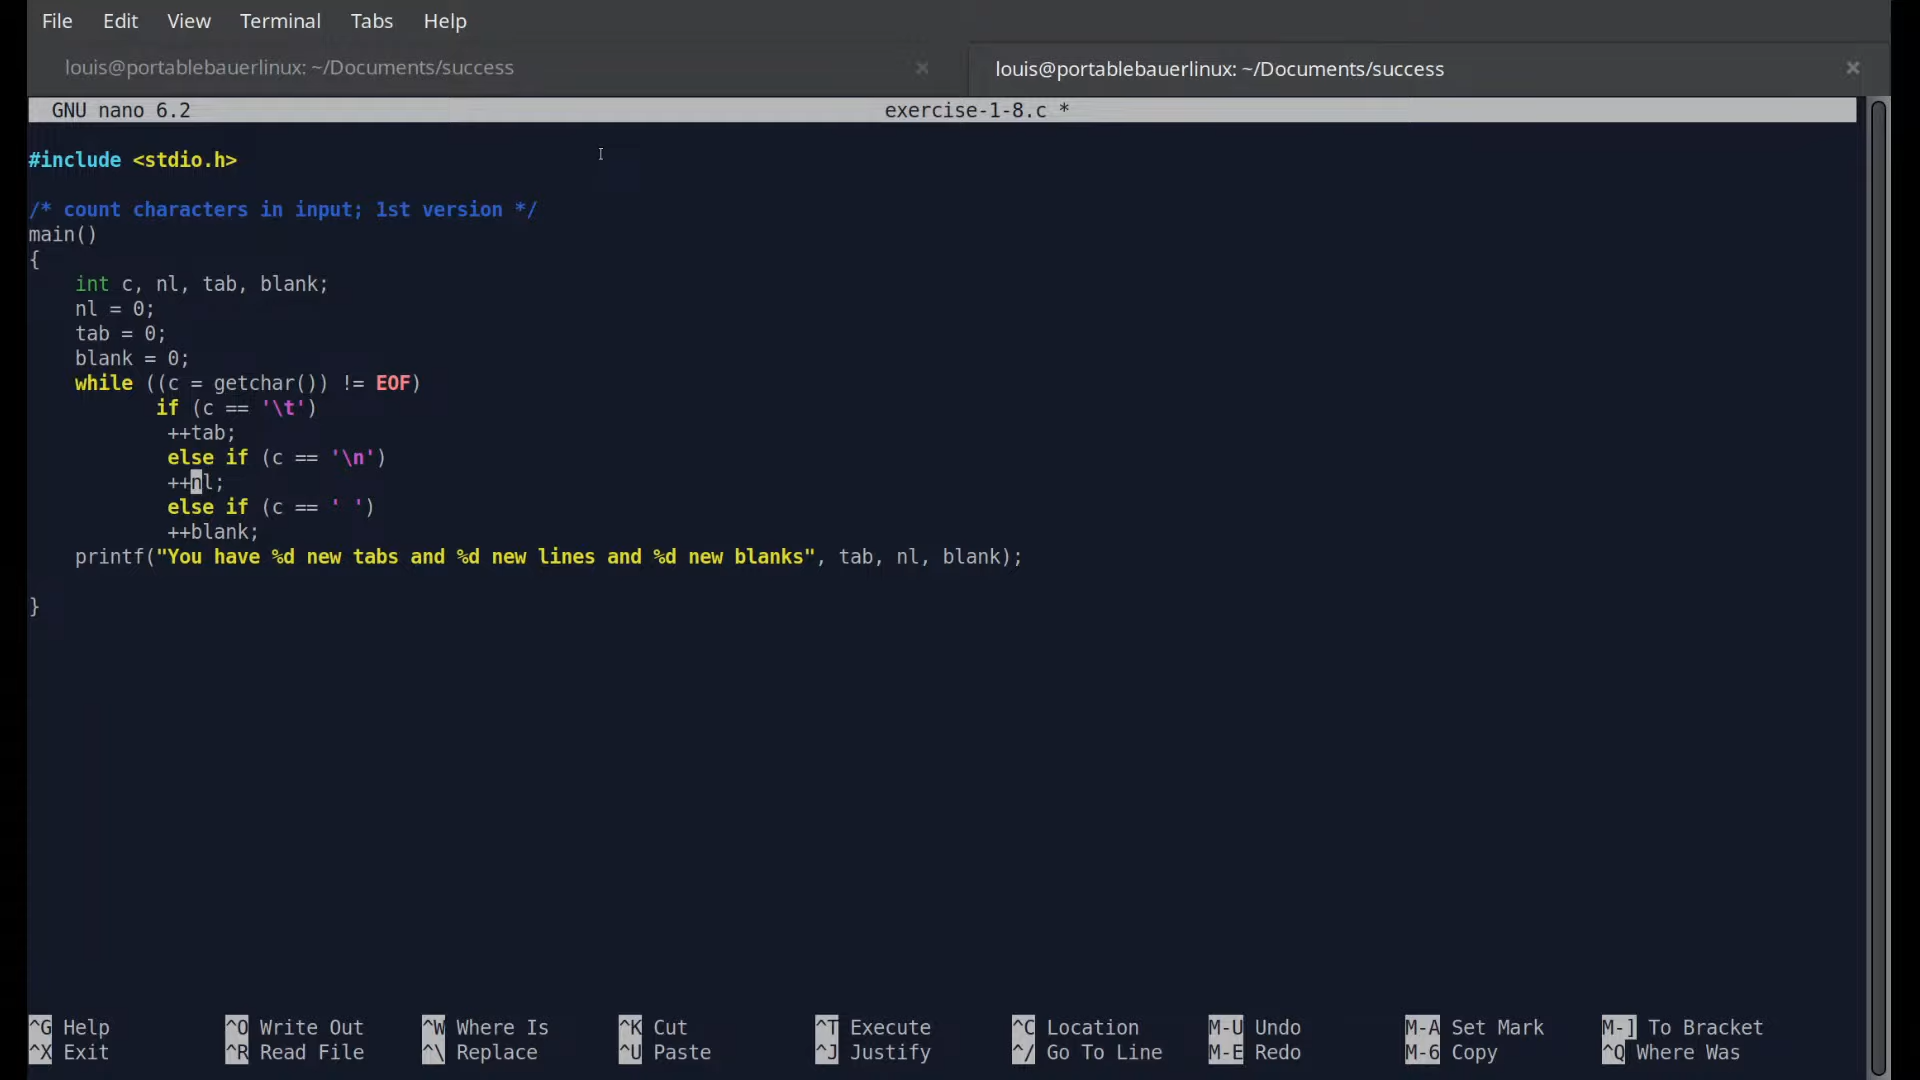 File Edit View Terminal Tabs Help
louis@portablebauerlinux: ~/Documents/success × louis@portablebauerlinux: ~/Documents/success ×
GNU nano 6.2 exercise-1-8.c *
#include <stdio.h>
/* count characters in input; 1st version */
main()
{
    int c, nl, tab, blank;
    nl = 0;
    tab = 0;
    blank = 0;
    while ((c = getchar()) != EOF)
           if (c == '\t')
            ++tab;
            else if (c == '\n')
            ++nl;
            else if (c == ' ')
            ++blank;
    printf("You have %d new tabs and %d new lines and %d new blanks", tab, nl, blank);
}
^G Help ^O Write Out ^W Where Is ^K Cut ^T Execute ^C Location M-U Undo M-A Set Mark M-] To Bracket
^X Exit ^R Read File ^\ Replace ^U Paste ^J Justify ^/ Go To Line M-E Redo M-6 Copy ^Q Where Was